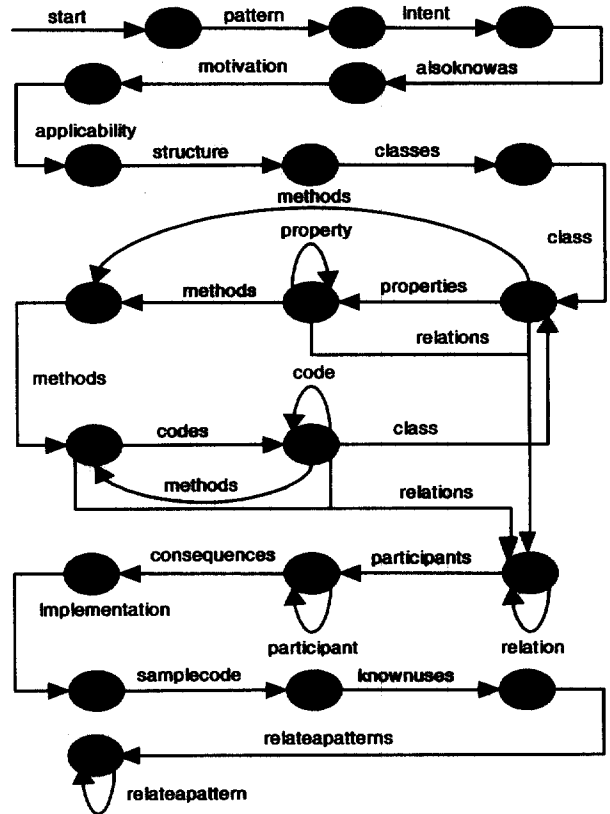 start
pattern
intent
motivation
alsoknowas
applicability
structure
classes
methods
class
property
methods
properties
relations
methods
code
codes
class
methods
relations
consequences
participants
Implementation
participant
relation
samplecode
knownuses
relateapatterns
relateapattern